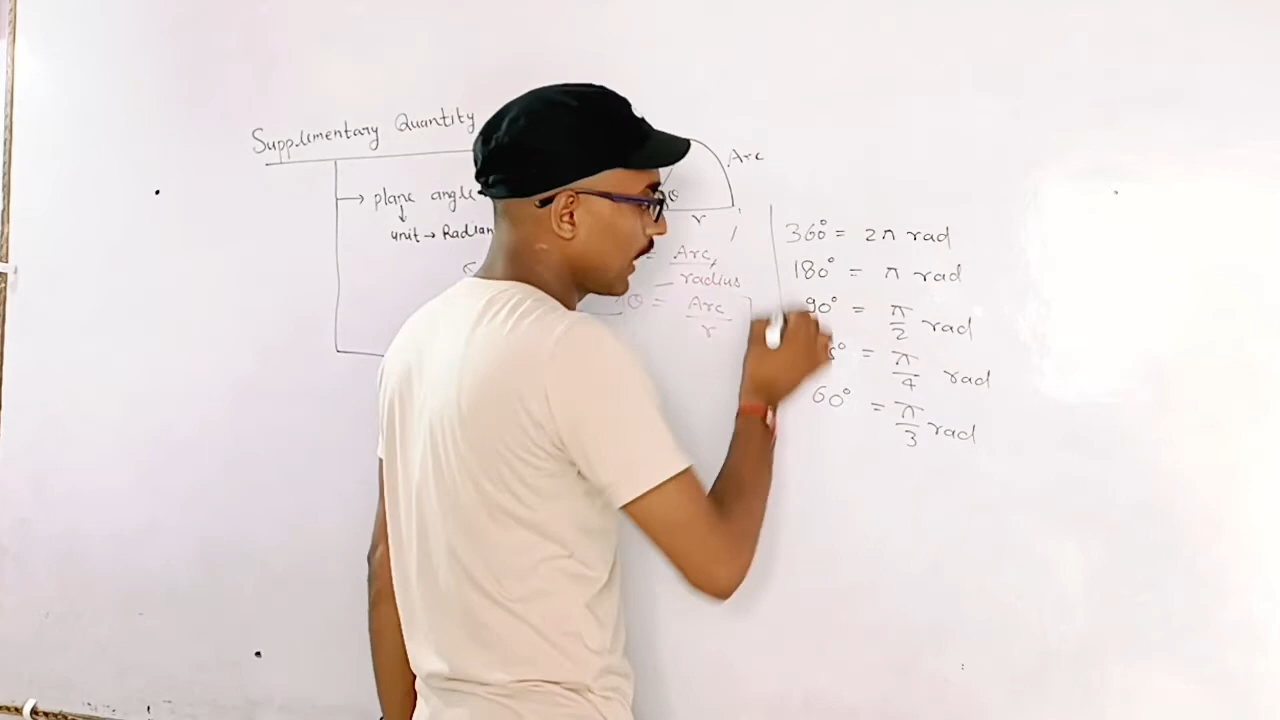 Supplementary Quantity
→ plane angle
unit → Radian
Arc
θ
r
= Arc
radius
θ = Arc
r
360° = 2π rad
180° = π rad
90° = π/2 rad
5° = π/4 rad
60° = π/3 rad